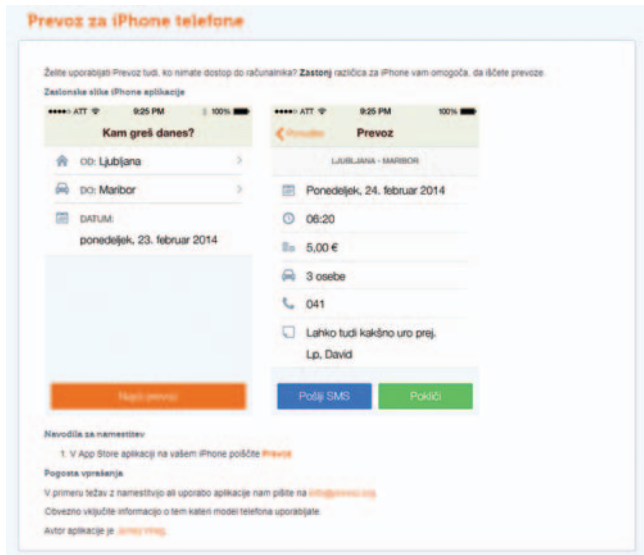 Prevoz za iPhone telefone
Želite uporabljati Prevoz tudi, ko nimate dostop do računalnika? Zastonj različica za iPhone vam omogoča, da iščete prevoze.
Zaslonske slike iPhone aplikacije
ATT 9:25 PM 100%
Kam greš danes?
OD: Ljubljana
DO: Maribor
DATUM:
ponedeljek, 23. februar 2014
Najdi prevoz
ATT 9:25 PM 100%
Ponudbe Prevoz
LJUBLJANA - MARIBOR
Ponedeljek, 24. februar 2014
06:20
5,00 €
3 osebe
041
Lahko tudi kakšno uro prej.
Lp, David
Pošlji SMS Pokliči
Navodila za namestitev
1. V App Store aplikaciji na vašem iPhone poiščite Prevoz
Pogosta vprašanja
V primeru težav z namestitvijo ali uporabo aplikacije nam pišite na
Obvezno vključite informacijo o tem kateri model telefona uporabljate.
Avtor aplikacije je